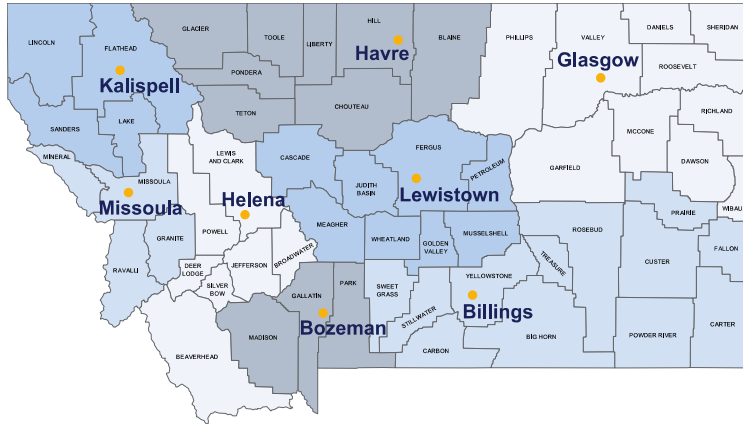 LINCOLN
FLATHEAD
GLACIER
TOOLE
LIBERTY
HILL
BLAINE
PHILLIPS
VALLEY
DANIELS
SHERIDAN
Kalispell
Havre
Glasgow
PONDERA
ROOSEVELT
TETON
CHOUTEAU
RICHLAND
SANDERS
LAKE
MINERAL
MISSOULA
LEWIS
AND CLARK
CASCADE
FERGUS
PETROLEUM
GARFIELD
MCCONE
DAWSON
JUDITH
BASIN
Missoula
Helena
Lewistown
WIBAU
PRAIRIE
POWELL
GRANITE
RAVALLI
MEAGHER
WHEATLAND
GOLDEN
VALLEY
MUSSELSHELL
ROSEBUD
TREASURE
CUSTER
FALLON
DEER
LODGE
JEFFERSON
BROADWATER
SILVER
BOW
GALLATIN
PARK
SWEET
GRASS
YELLOWSTONE
STILLWATER
Bozeman
Billings
MADISON
BEAVERHEAD
CARBON
BIG HORN
POWDER RIVER
CARTER